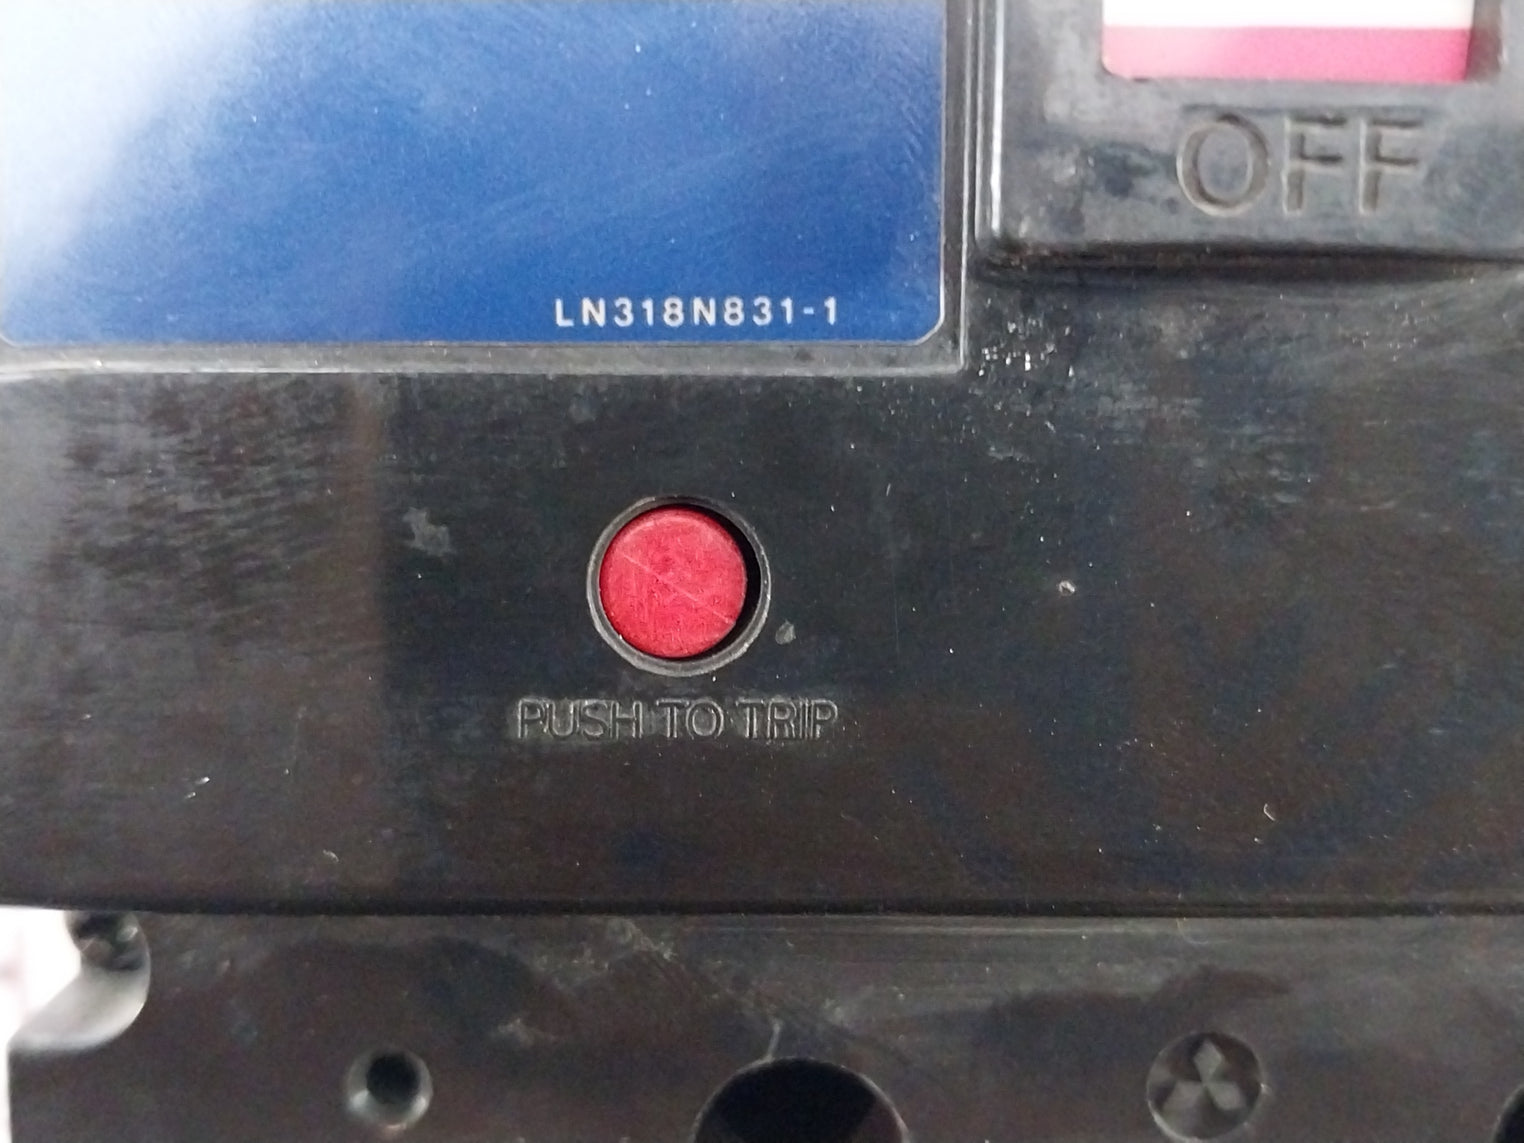 OFF
LN318N831-1
PUSH TO TRIP